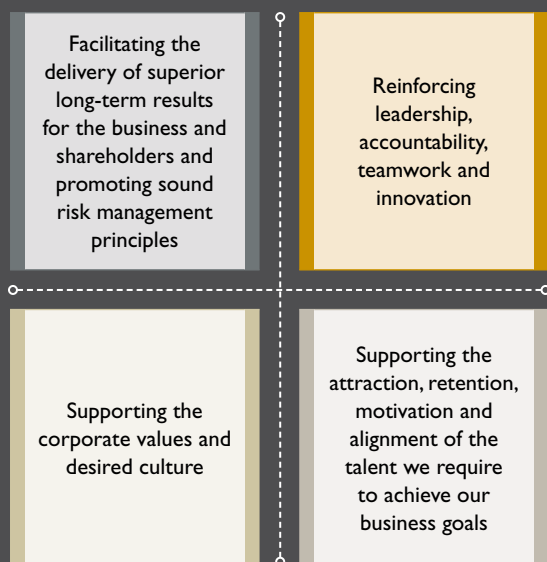 Facilitating the
delivery of superior
long-term results
for the business and
shareholders and
promoting sound
risk management
principles
Reinforcing
leadership,
accountability,
teamwork and
innovation
Supporting the
corporate values and
desired culture
Supporting the
attraction, retention,
motivation and
alignment of the
talent we require
to achieve our
business goals